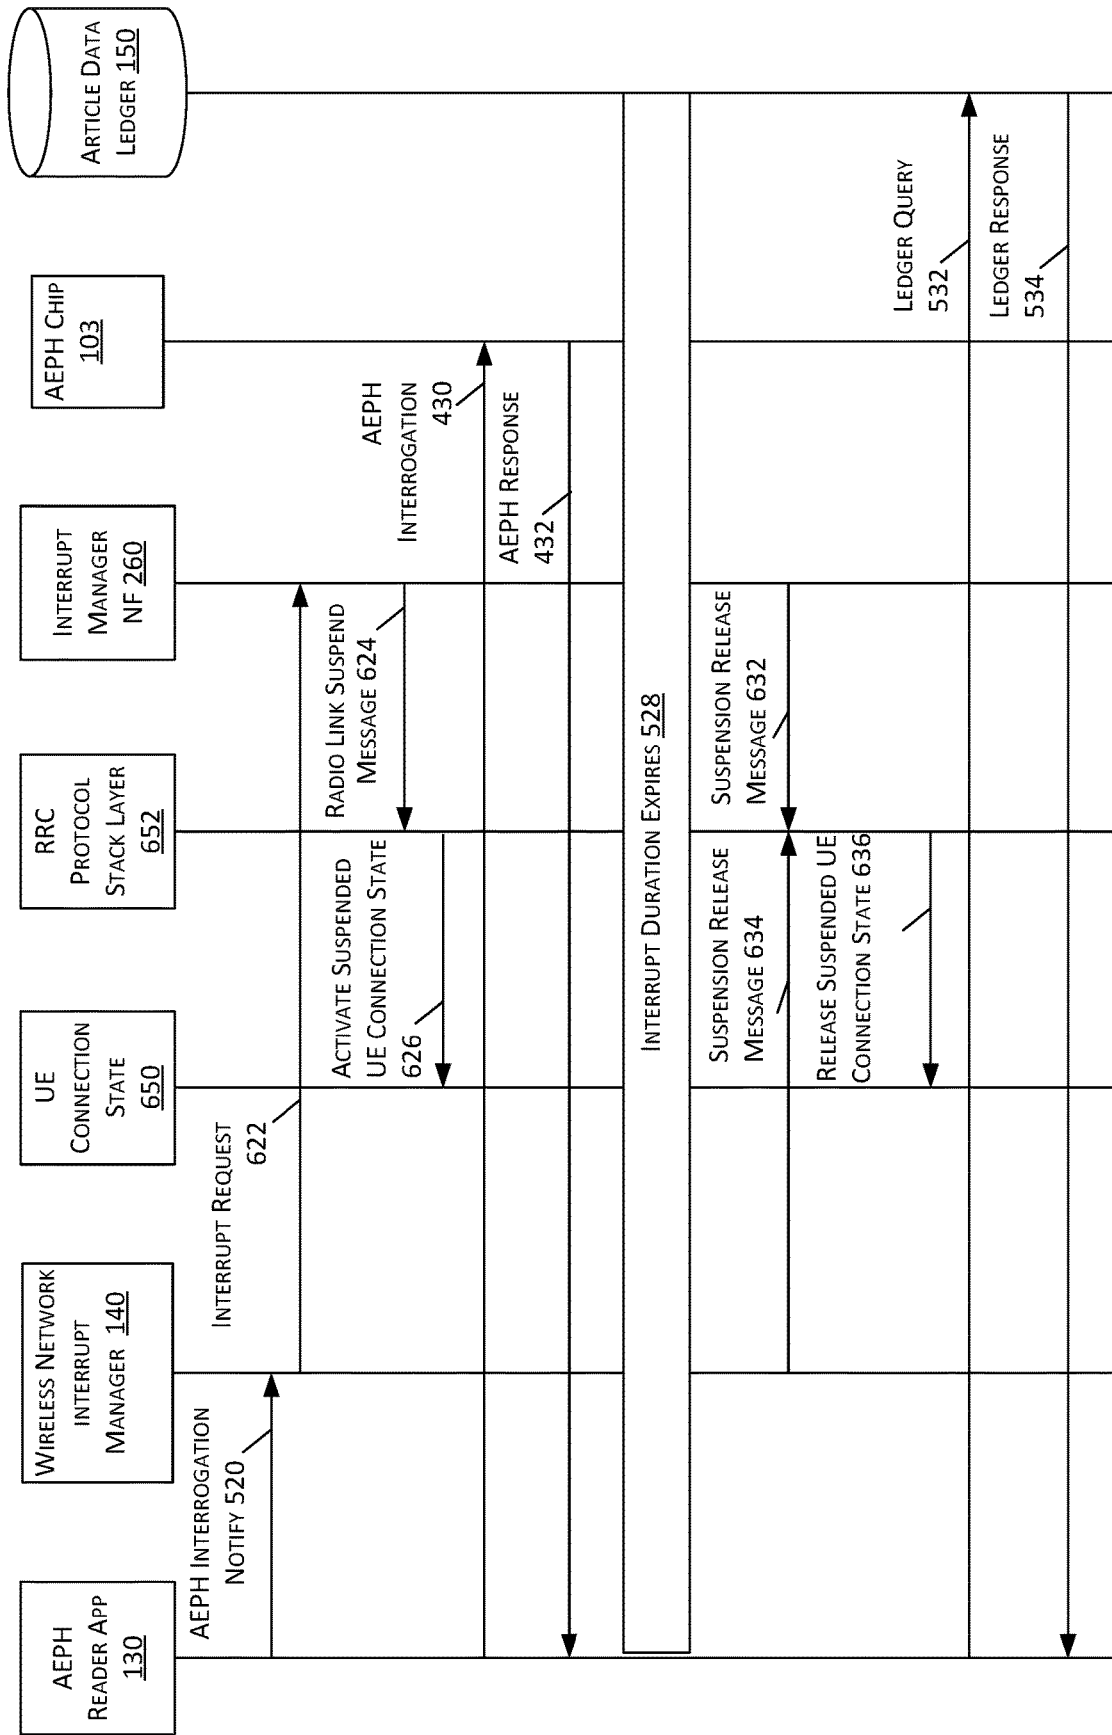 AEPH
READER APP
130
WIRELESS NETWORK
INTERRUPT
MANAGER 140
UE
CONNECTION
STATE
650
RRC
PROTOCOL
STACK LAYER
652
INTERRUPT
MANAGER
NF 260
AEPH CHIP
103
ARTICLE DATA
LEDGER 150
AEPH INTERROGATION
NOTIFY 520
INTERRUPT REQUEST
622
RADIO LINK SUSPEND
MESSAGE 624
ACTIVATE SUSPENDED
UE CONNECTION STATE
626
AEPH
INTERROGATION
430
AEPH RESPONSE
432
INTERRUPT DURATION EXPIRES 528
SUSPENSION RELEASE
MESSAGE 632
SUSPENSION RELEASE
MESSAGE 634
RELEASE SUSPENDED UE
CONNECTION STATE 636
LEDGER QUERY
532
LEDGER RESPONSE
534